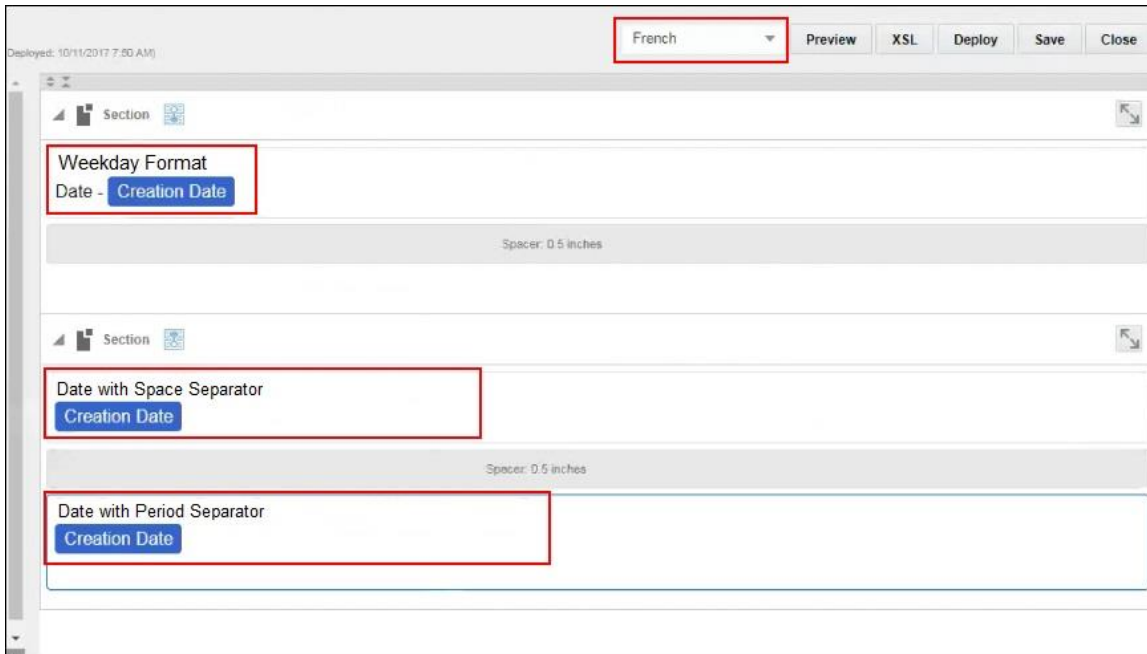 French Preview XSL Deploy Save Close
Deployed: 10/11/2017 7:50 AM)
Section
Weekday Format
Date - Creation Date
Spacer: 0.5 inches
Section
Date with Space Separator
Creation Date
Spacer: 0.5 inches
Date with Period Separator
Creation Date